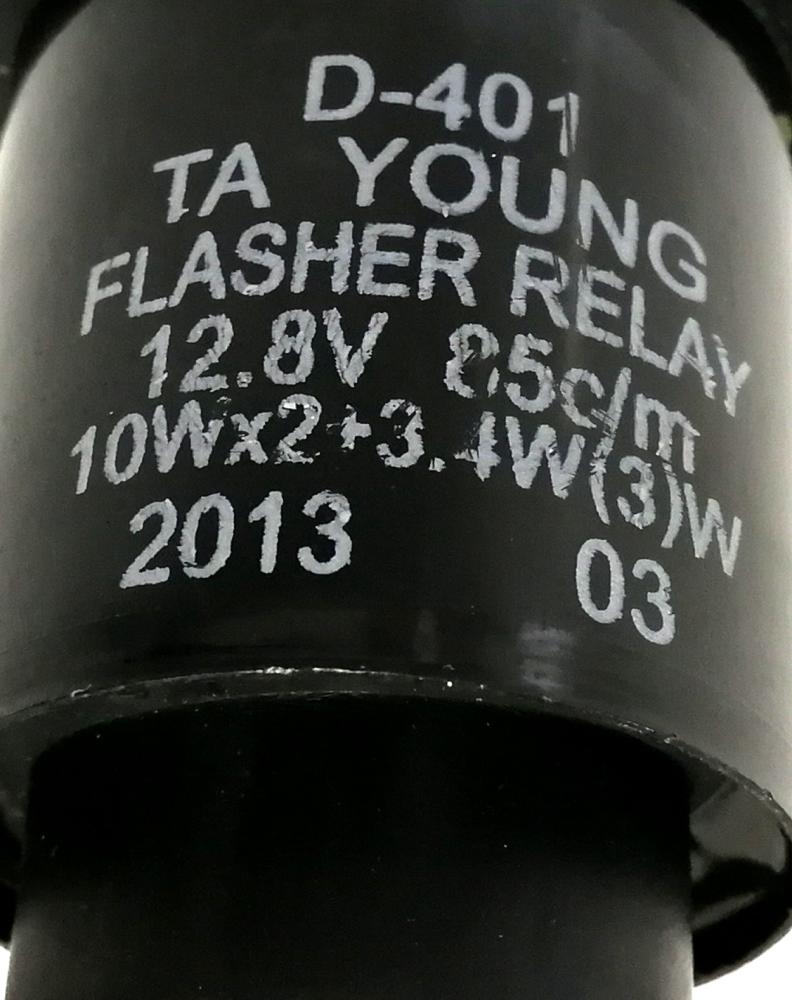 D-401
TA YOUNG
FLASHER RELAY
12.8V 85c/m
10Wx2+3.4W(3)W
2013 03